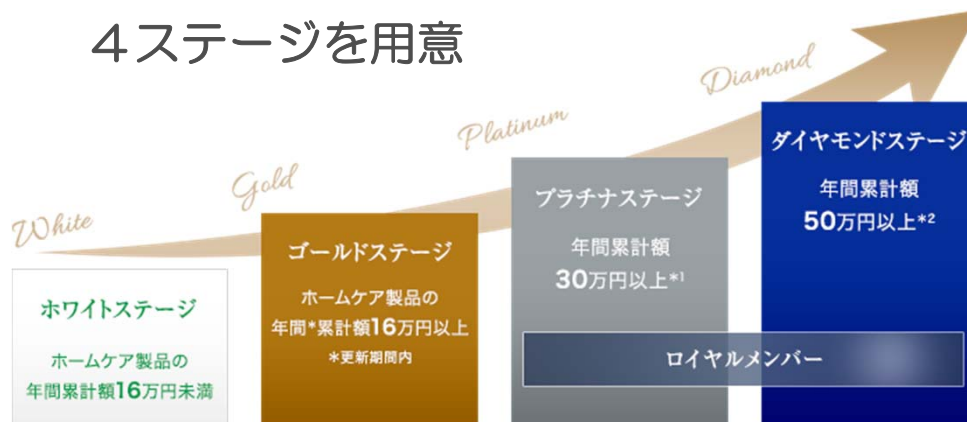 ４ステージを用意
White
Gold
Platinum
Diamond
ホワイトステージ
ホームケア製品の
年間累計額16万円未満
ゴールドステージ
ホームケア製品の
年間*累計額16万円以上
*更新期間内
プラチナステージ
年間累計額
30万円以上*1
ダイヤモンドステージ
年間累計額
50万円以上*2
ロイヤルメンバー